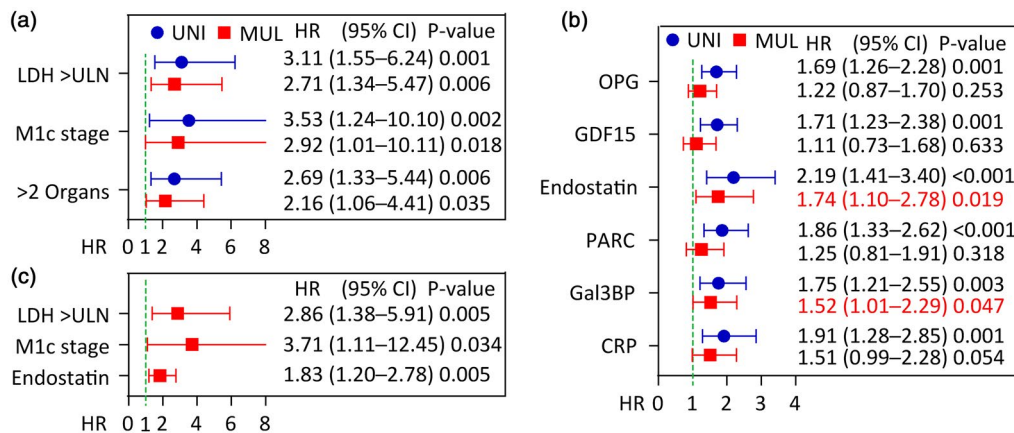 (a)
UNI MUL HR (95% CI) P-value
LDH >ULN
3.11 (1.55–6.24) 0.001
2.71 (1.34–5.47) 0.006
M1c stage
3.53 (1.24–10.10) 0.002
2.92 (1.01–10.11) 0.018
>2 Organs
2.69 (1.33–5.44) 0.006
2.16 (1.06–4.41) 0.035
HR 0 1 2 4 6 8
(b)
UNI MUL HR (95% CI) P-value
OPG
1.69 (1.26–2.28) 0.001
1.22 (0.87–1.70) 0.253
GDF15
1.71 (1.23–2.38) 0.001
1.11 (0.73–1.68) 0.633
Endostatin
2.19 (1.41–3.40) <0.001
1.74 (1.10–2.78) 0.019
PARC
1.86 (1.33–2.62) <0.001
1.25 (0.81–1.91) 0.318
Gal3BP
1.75 (1.21–2.55) 0.003
1.52 (1.01–2.29) 0.047
CRP
1.91 (1.28–2.85) 0.001
1.51 (0.99–2.28) 0.054
HR 0 1 2 3 4
(c)
HR (95% CI) P-value
LDH >ULN 2.86 (1.38–5.91) 0.005
M1c stage 3.71 (1.11–12.45) 0.034
Endostatin 1.83 (1.20–2.78) 0.005
HR 0 1 2 4 6 8